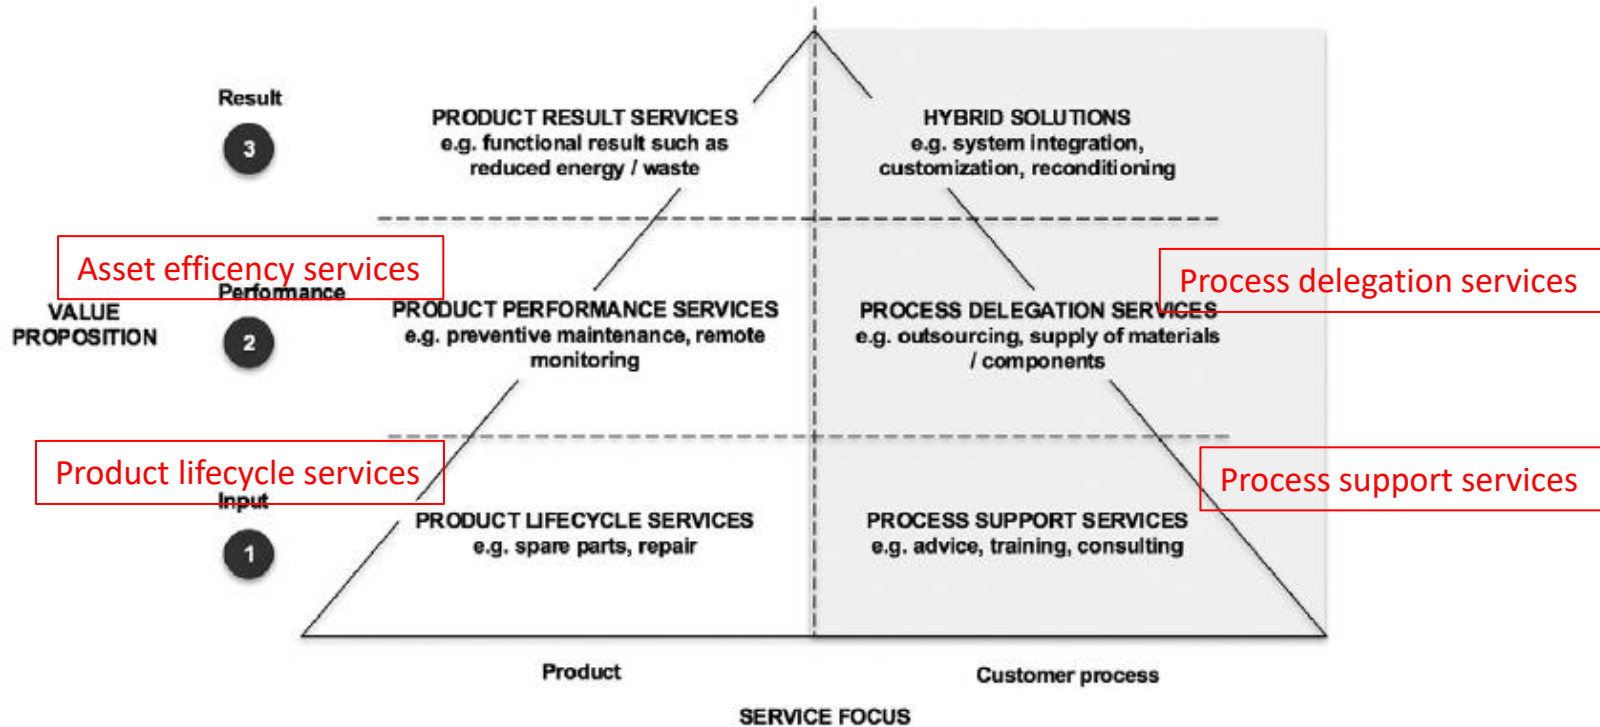 Result
3
PRODUCT RESULT SERVICES
e.g. functional result such as
reduced energy / waste
HYBRID SOLUTIONS
e.g. system integration,
customization, reconditioning
Asset efficency services
Process delegation services
VALUE
PROPOSITION
Performance
2
PRODUCT PERFORMANCE SERVICES
e.g. preventive maintenance, remote
monitoring
PROCESS DELEGATION SERVICES
e.g. outsourcing, supply of materials
/ components
Product lifecycle services
Process support services
Input
1
PRODUCT LIFECYCLE SERVICES
e.g. spare parts, repair
PROCESS SUPPORT SERVICES
e.g. advice, training, consulting
Product
Customer process
SERVICE FOCUS